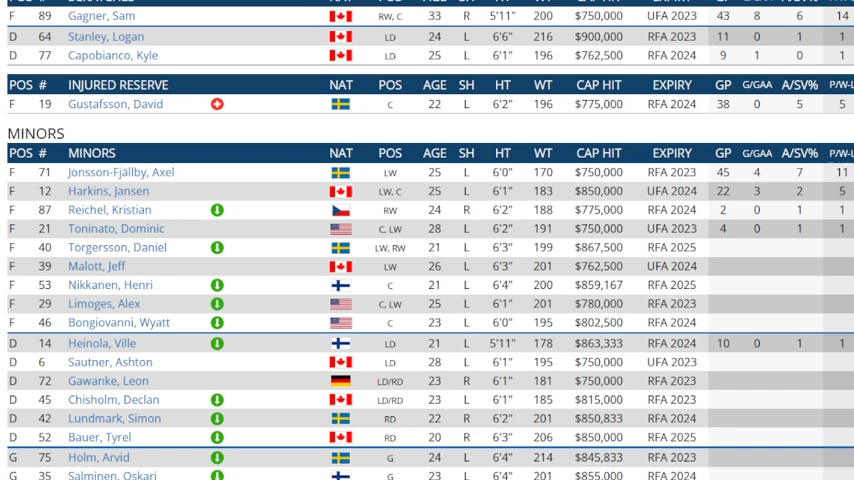 POS # NAT POS AGE SH HT WT CAP HIT EXPIRY GP G/GAA A/SV% P/W-L
F 89 Gagner, Sam RW, C 33 R 5'11" 200 $750,000 UFA 2023 43 8 6 14
D 64 Stanley, Logan LD 24 L 6'6" 216 $900,000 RFA 2023 11 0 1 1
D 77 Capobianco, Kyle LD 25 L 6'1" 196 $762,500 RFA 2024 9 1 0 1
POS # INJURED RESERVE NAT POS AGE SH HT WT CAP HIT EXPIRY GP G/GAA A/SV% P/W-L
F 19 Gustafsson, David C 22 L 6'2" 196 $775,000 RFA 2024 38 0 5 5
MINORS
POS # MINORS NAT POS AGE SH HT WT CAP HIT EXPIRY GP G/GAA A/SV% P/W-L
F 71 Jonsson-Fjällby, Axel LW 25 L 6'0" 170 $750,000 RFA 2023 45 4 7 11
F 12 Harkins, Jansen LW, C 25 L 6'1" 183 $850,000 UFA 2024 22 3 2 5
F 87 Reichel, Kristian RW 24 R 6'2" 188 $775,000 RFA 2024 2 0 1 1
F 21 Toninato, Dominic C, LW 28 L 6'2" 191 $750,000 UFA 2023 4 0 1 1
F 40 Torgersson, Daniel LW, RW 21 L 6'3" 199 $867,500 RFA 2025
F 39 Malott, Jeff LW 26 L 6'3" 201 $762,500 UFA 2024
F 53 Nikkanen, Henri C 21 L 6'4" 200 $859,167 RFA 2025
F 29 Limoges, Alex C, LW 25 L 6'1" 201 $780,000 RFA 2023
F 46 Bongiovanni, Wyatt C 23 L 6'0" 195 $802,500 RFA 2024
D 14 Heinola, Ville LD 21 L 5'11" 178 $863,333 RFA 2023 10 0 1 1
D 6 Sautner, Ashton LD 28 L 6'1" 195 $750,000 UFA 2023
D 72 Gawanke, Leon LD/RD 23 R 6'1" 181 $750,000 RFA 2023
D 45 Chisholm, Declan LD/RD 23 L 6'1" 185 $815,000 RFA 2023
D 42 Lundmark, Simon RD 22 R 6'2" 201 $850,833 RFA 2024
D 52 Bauer, Tyrel RD 20 R 6'3" 206 $850,000 RFA 2025
G 75 Holm, Arvid G 24 L 6'4" 214 $845,833 RFA 2023
G 35 Salminen, Oskari G 23 L 6'4" 201 $855,000 RFA 2024